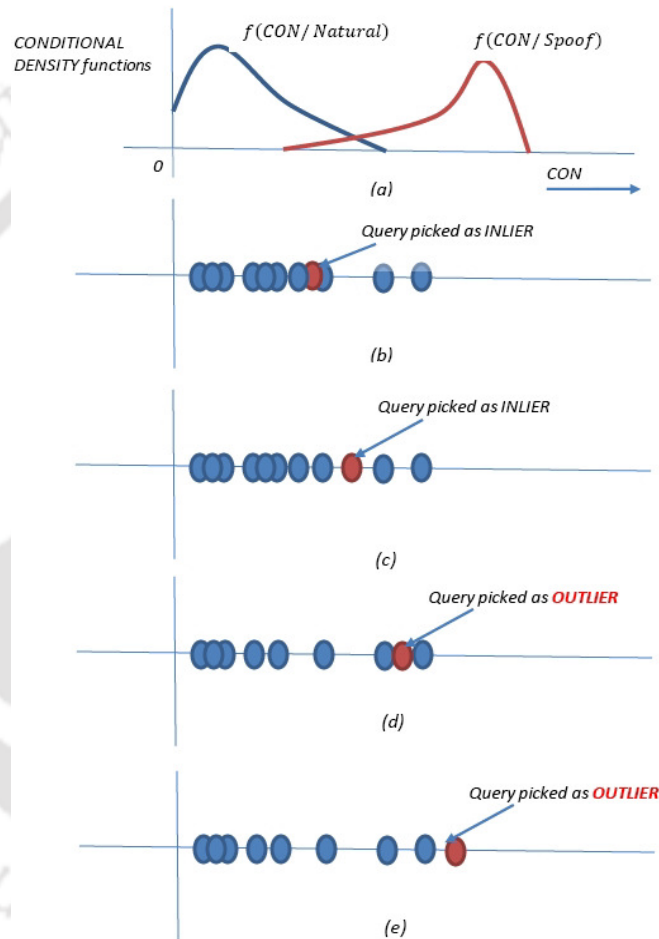 CONDITIONAL
DENSITY functions
f(CON/ Natural)
f(CON/ Spoof)
0
CON
(a)
Query picked as INLIER
(b)
Query picked as INLIER
(c)
Query picked as OUTLIER
(d)
Query picked as OUTLIER
(e)